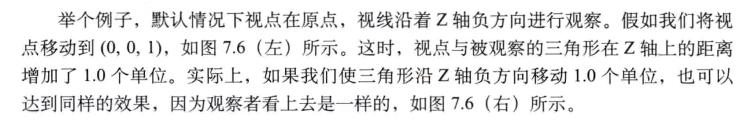 举个例子，默认情况下视点在原点，视线沿着 Z 轴负方向进行观察。假如我们将视
点移动到 (0, 0, 1)，如图 7.6（左）所示。这时，视点与被观察的三角形在 Z 轴上的距离
增加了 1.0 个单位。实际上，如果我们使三角形沿 Z 轴负方向移动 1.0 个单位，也可以
达到同样的效果，因为观察者看上去是一样的，如图 7.6（右）所示。